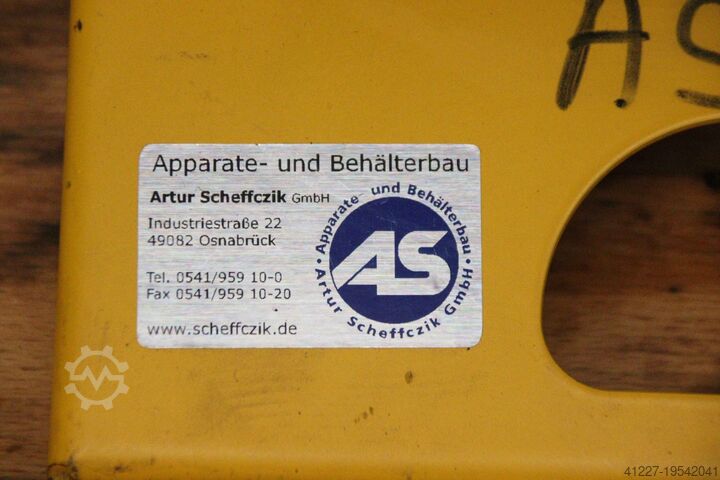 AS
Apparate- und Behälterbau
Artur Scheffczik GmbH
Industriestraße 22
49082 Osnabrück
Tel. 0541/959 10-0
Fax 0541/959 10-20
www.scheffczik.de
• Apparate- und Behälterbau •
AS
Artur Scheffczik GmbH
41227-19542041